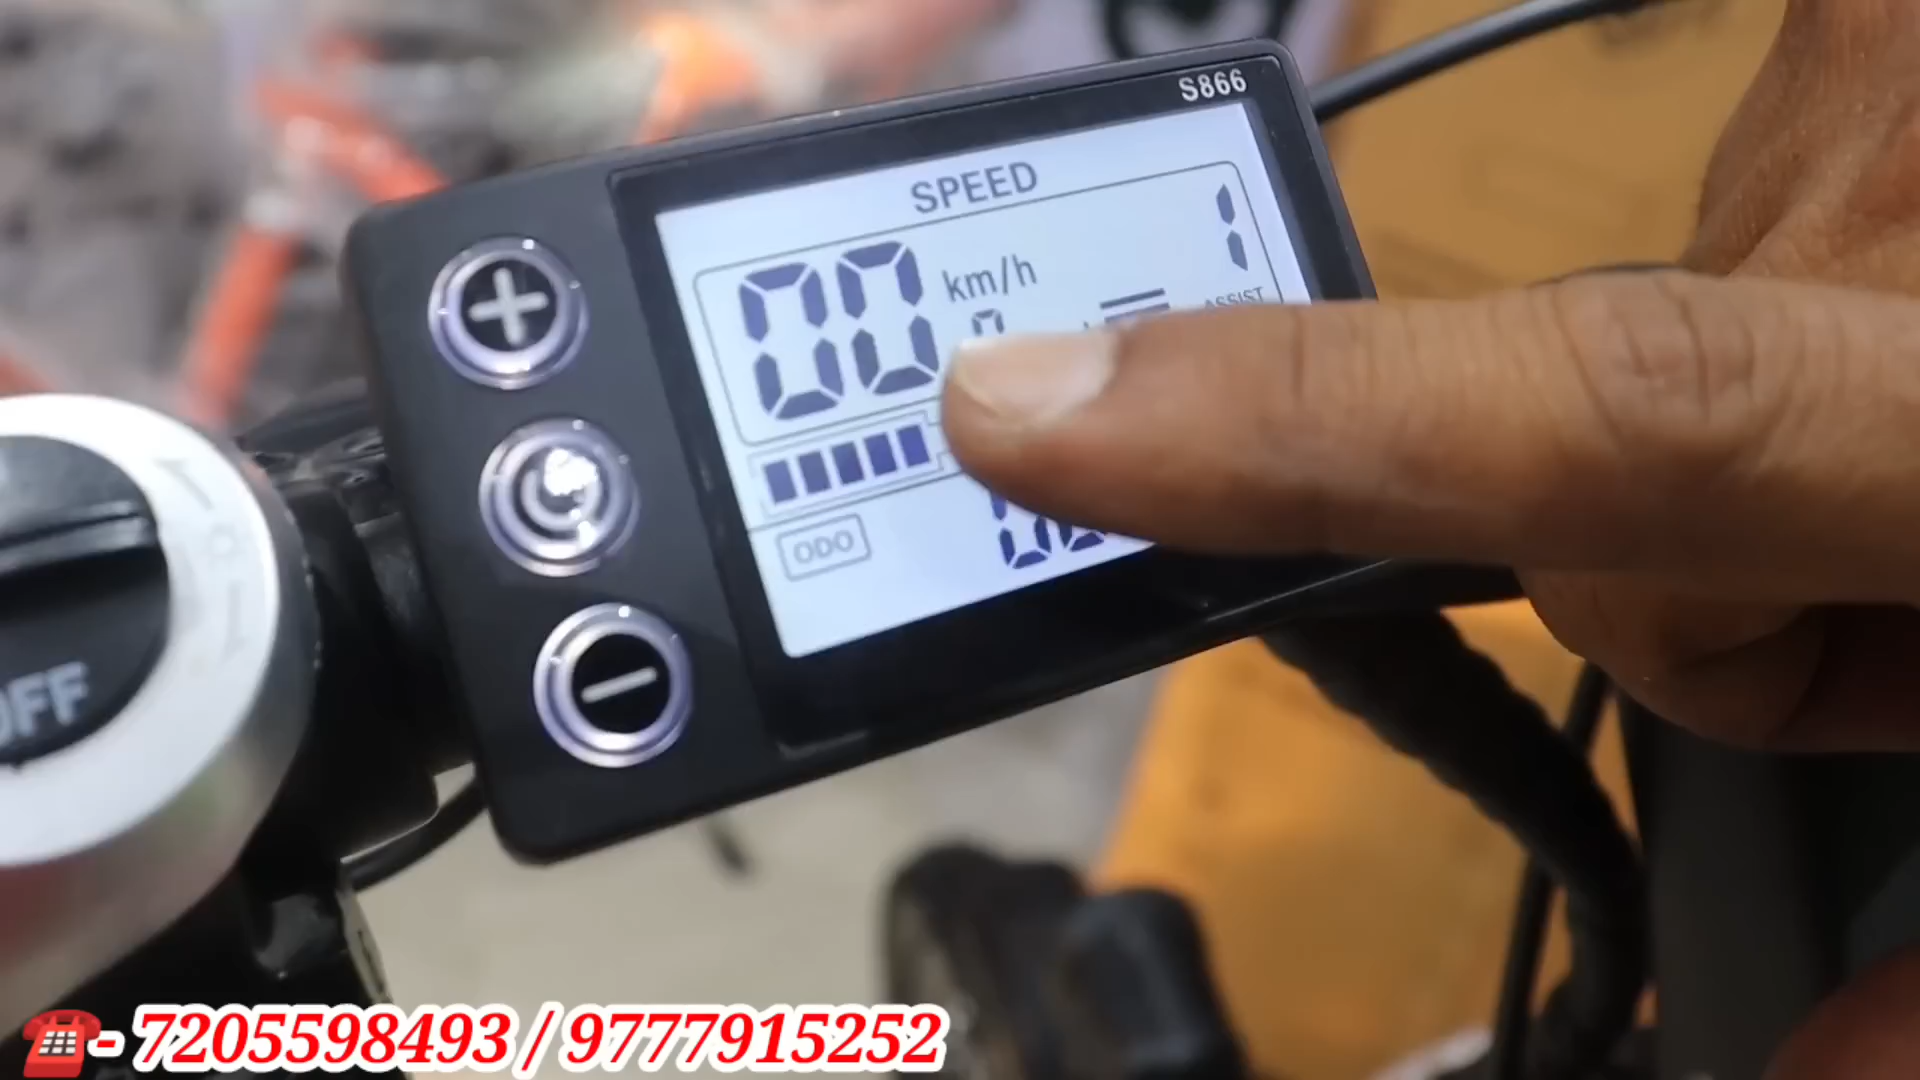 S866
SPEED
00 km/h
1
ASSIST
ODO
OFF
- 7205598493 / 9777915252